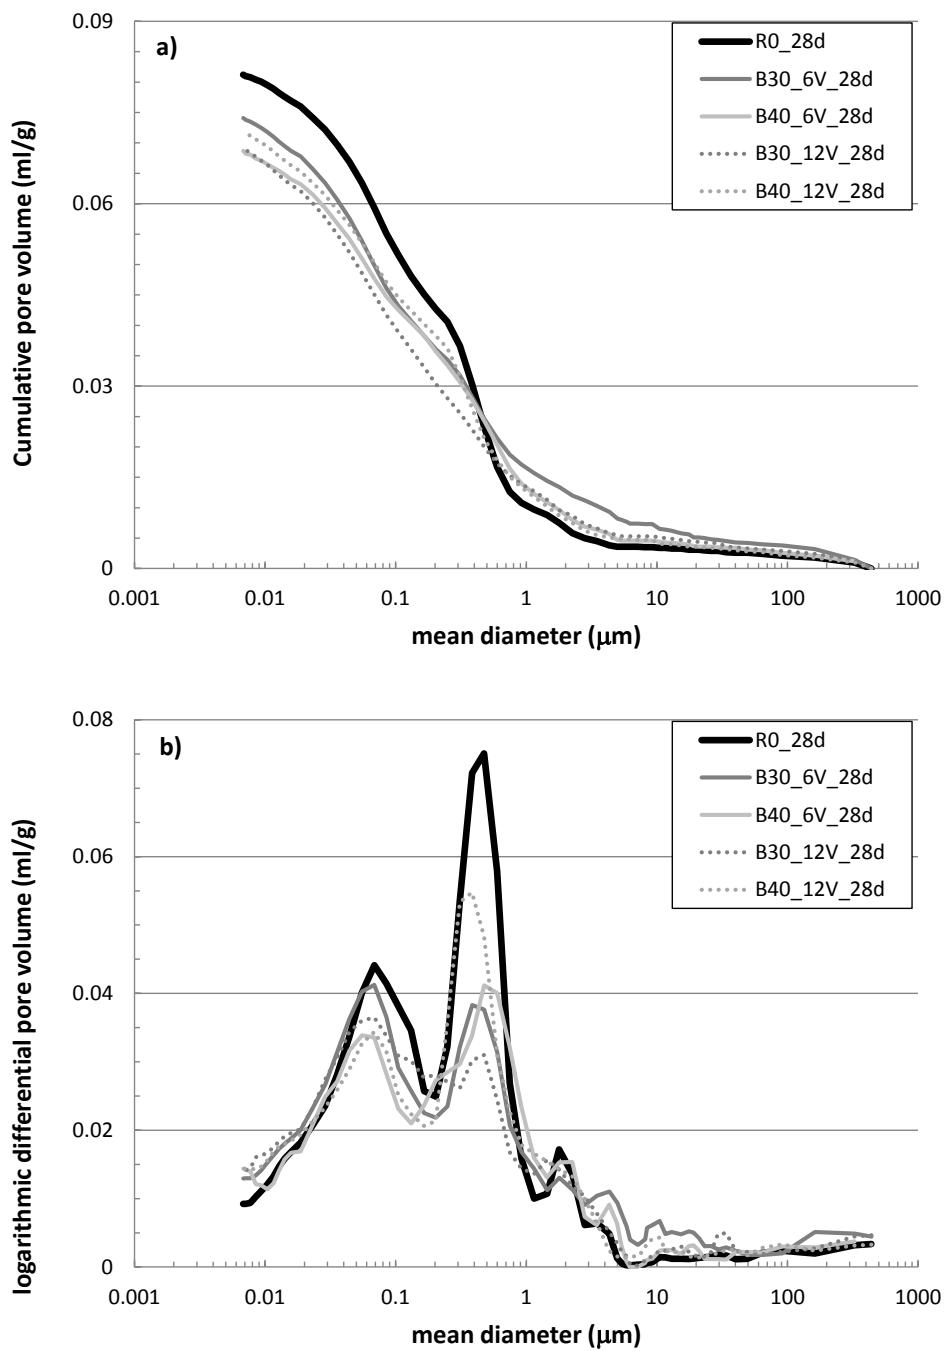 0.09
a)
R0_28d
B30_6V_28d
B40_6V_28d
B30_12V_28d
B40_12V_28d
0.06
0.03
0
Cumulative pore volume (ml/g)
0.001 0.01 0.1 1 10 100 1000
mean diameter (μm)
0.08
b)
R0_28d
B30_6V_28d
B40_6V_28d
B30_12V_28d
B40_12V_28d
0.06
0.04
0.02
0
logarithmic differential pore volume (ml/g)
0.001 0.01 0.1 1 10 100 1000
mean diameter (μm)